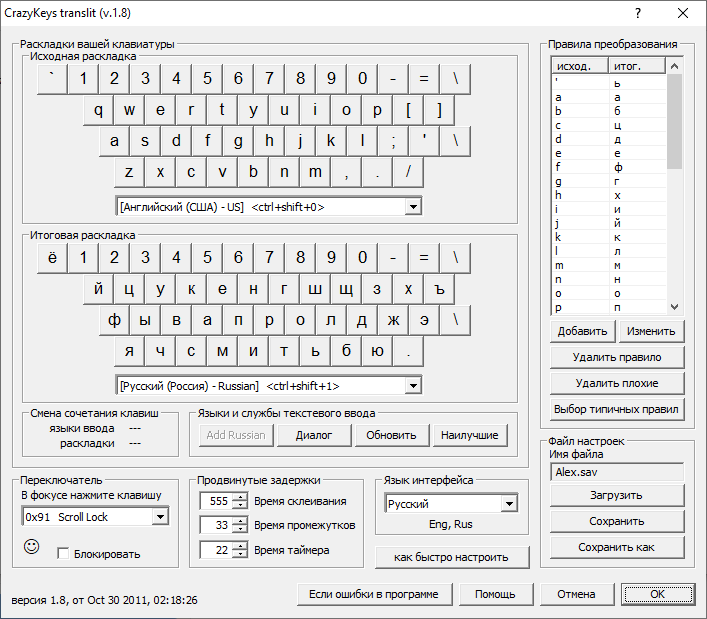 CrazyKeys translit (v.1.8)
Раскладки вашей клавиатуры
Исходная раскладка
` 1 2 3 4 5 6 7 8 9 0 - = \
q w e r t y u i o p [ ]
a s d f g h j k l ; ' \
z x c v b n m , . /
[Английский (США) - US] <ctrl+shift+0>
Итоговая раскладка
ё 1 2 3 4 5 6 7 8 9 0 - = \
й ц у к е н г ш щ з х ъ
ф ы в а п р о л д ж э \
я ч с м и т ь б ю .
[Русский (Россия) - Russian] <ctrl+shift+1>
Смена сочетания клавиш
языки ввода ---
раскладки ---
Языки и службы текстового ввода
Add Russian Диалог Обновить Наилучшие
Правила преобразования
исход. итог.
' ь
a а
b б
c ц
d д
e е
f ф
g г
h х
i и
j й
k к
l л
m м
n н
o о
p п
Добавить Изменить
Удалить правило
Удалить плохие
Выбор типичных правил
Переключатель
В фокусе нажмите клавишу
0x91 Scroll Lock
Блокировать
Продвинутые задержки
555 Время склеивания
33 Время промежутков
22 Время таймера
Язык интерфейса
Русский
Eng, Rus
как быстро настроить
Файл настроек
Имя файла
Alex.sav
Загрузить
Сохранить
Сохранить как
версия 1.8, от Oct 30 2011, 02:18:26
Если ошибки в программе Помощь Отмена OK